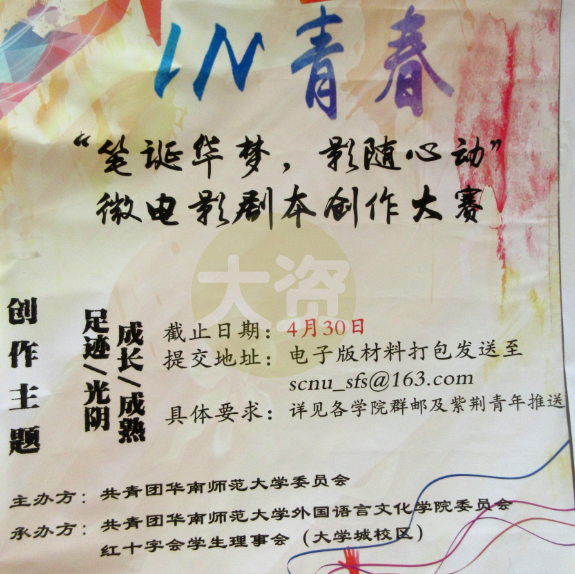 IN青春
“笔诞华梦，影随心动”
微电影剧本创作大赛
大资
创作主题
足迹/光阴
成长/成熟
截止日期：4月30日
提交地址：电子版材料打包发送至
scnu_sfs@163.com
具体要求：详见各学院群邮及紫荆青年推送
主办方：共青团华南师范大学委员会
承办方：共青团华南师范大学外国语言文化学院委员会
红十字会学生理事会（大学城校区）